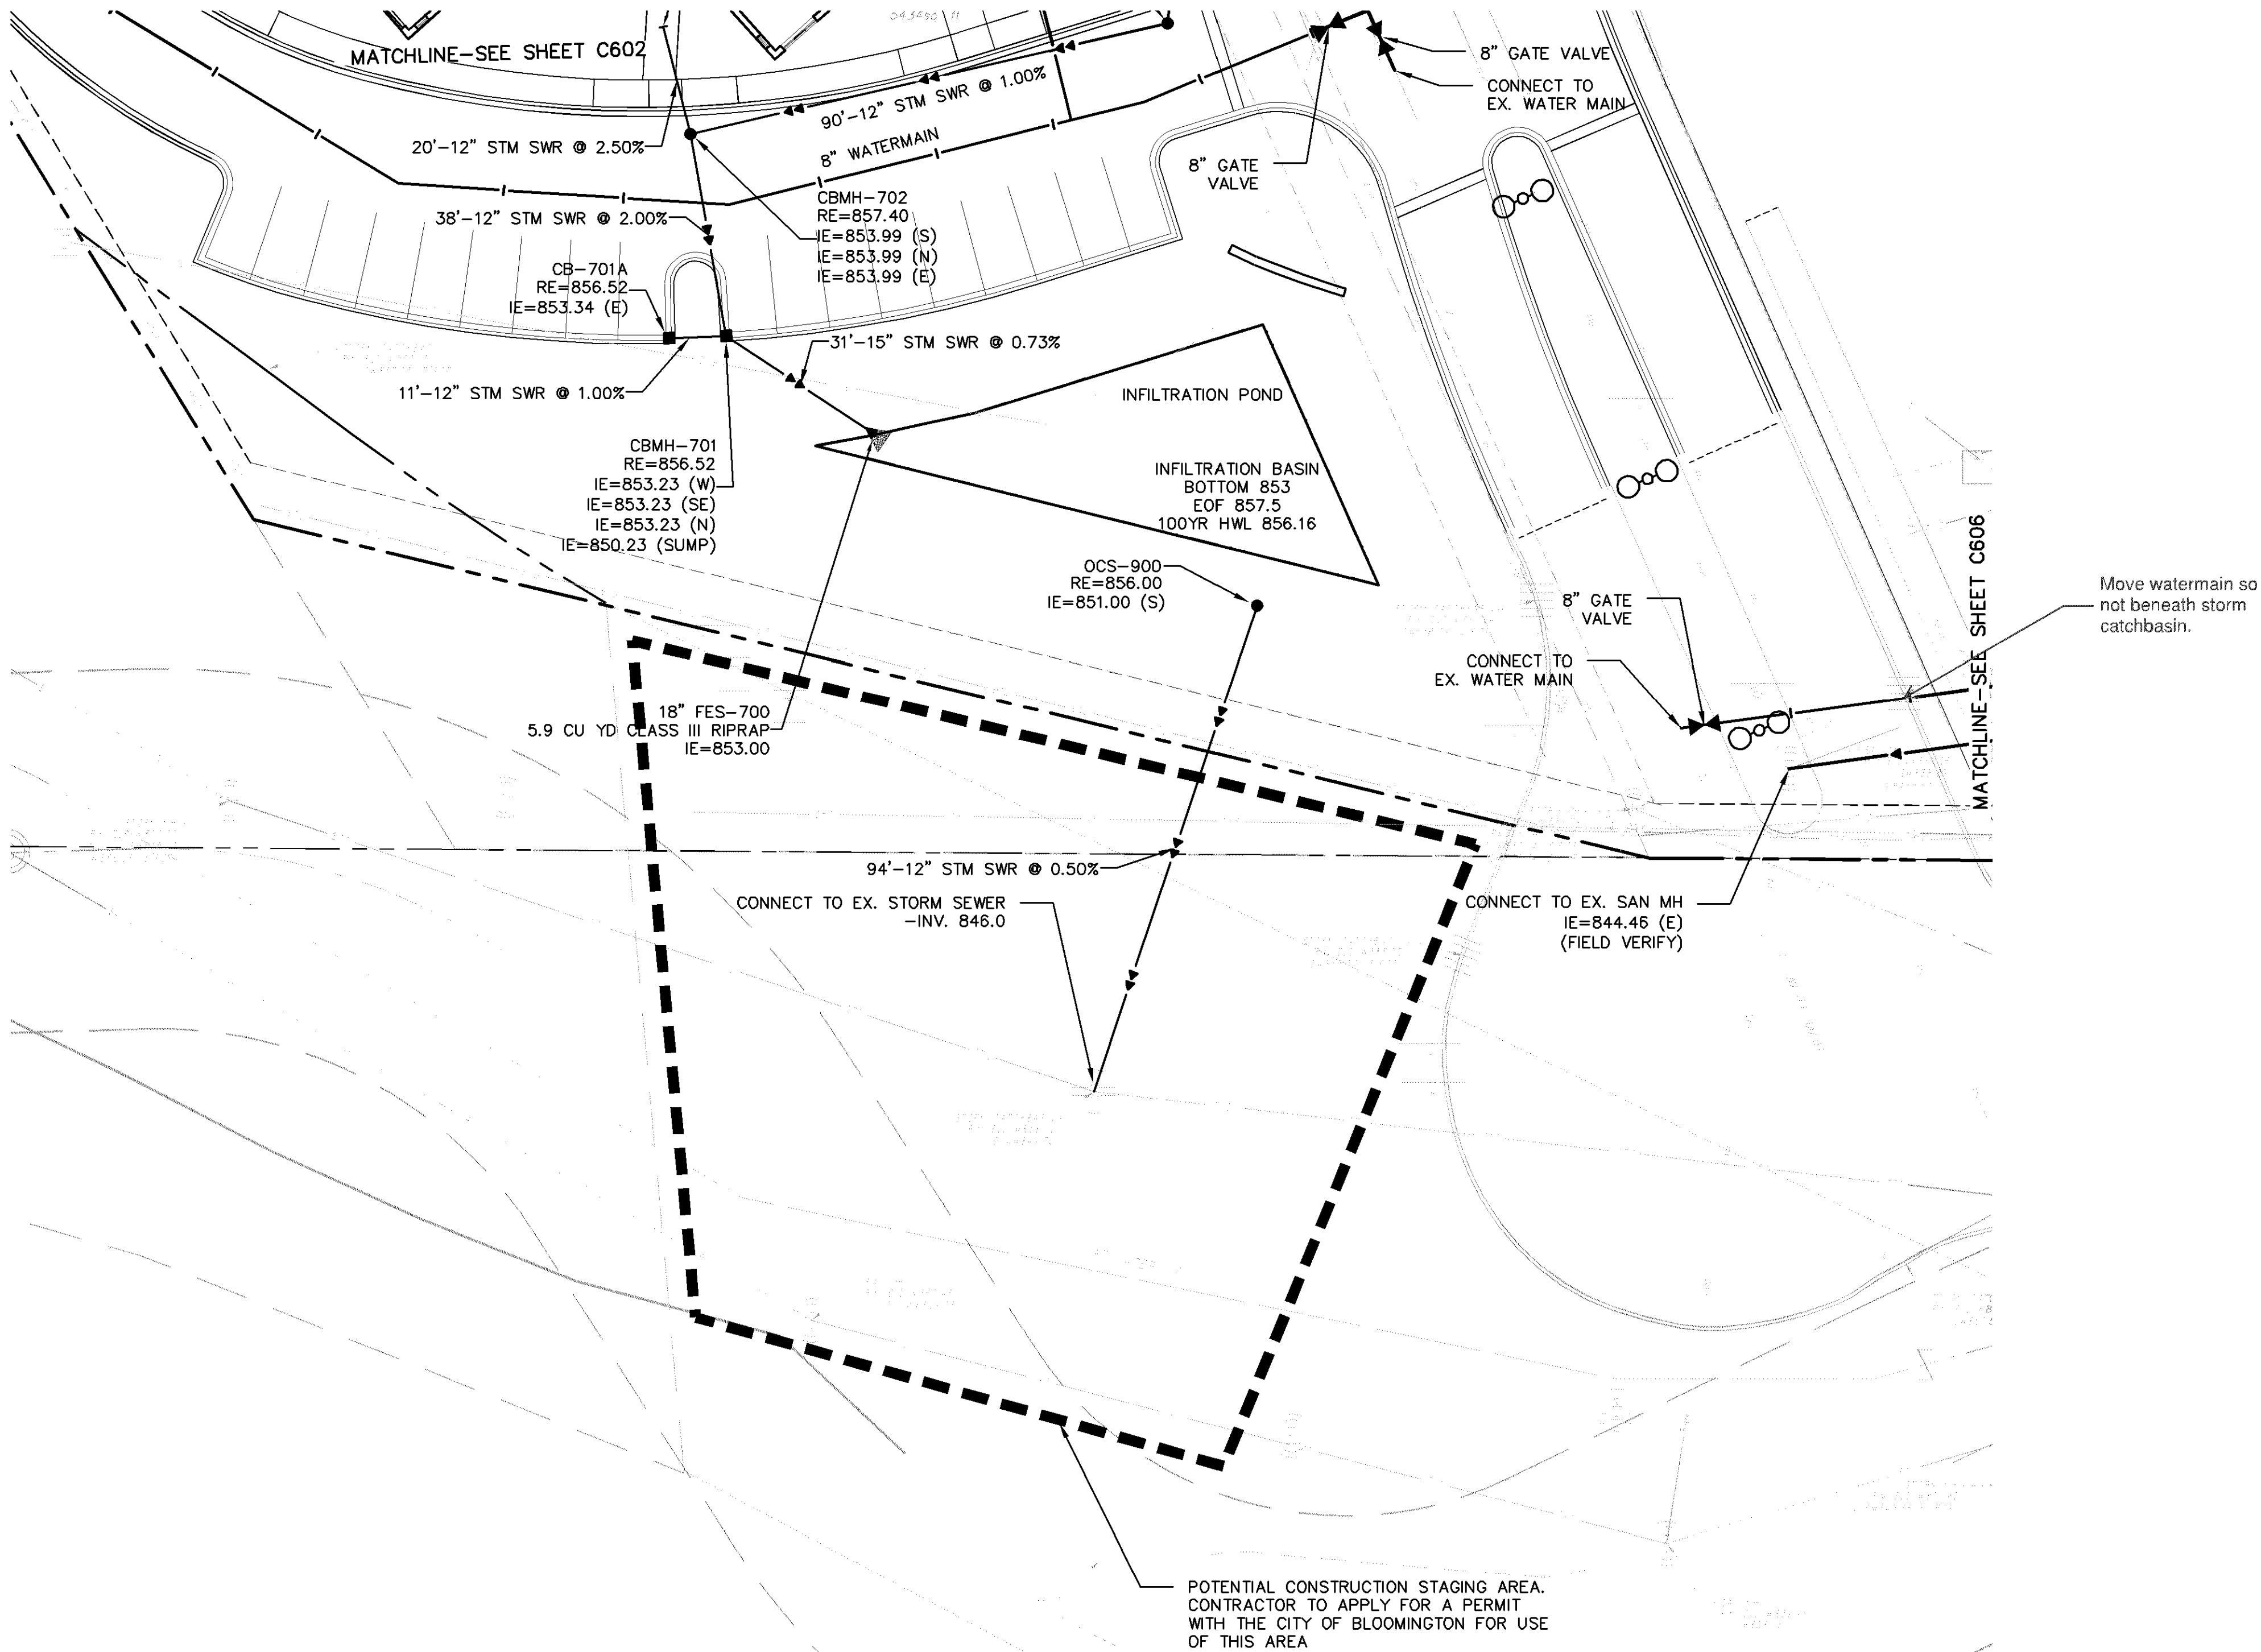 5434sq ft
MATCHLINE-SEE SHEET C602
8" GATE VALVE
CONNECT TO
EX. WATER MAIN
90'-12" STM SWR @ 1.00%
20'-12" STM SWR @ 2.50%
8" WATERMAIN
8" GATE
VALVE
CBMH-702
RE=857.40
IE=853.99 (S)
IE=853.99 (N)
IE=853.99 (E)
38'-12" STM SWR @ 2.00%
CB-701A
RE=856.52
IE=853.34 (E)
31'-15" STM SWR @ 0.73%
11'-12" STM SWR @ 1.00%
INFILTRATION POND
CBMH-701
RE=856.52
IE=853.23 (W)
IE=853.23 (SE)
IE=853.23 (N)
IE=850.23 (SUMP)
INFILTRATION BASIN
BOTTOM 853
EOF 857.5
100YR HWL 856.16
OCS-900
RE=856.00
IE=851.00 (S)
8" GATE
VALVE
MATCHLINE-SEE SHEET C606
Move watermain so
not beneath storm
catchbasin.
CONNECT TO
EX. WATER MAIN
18" FES-700
5.9 CU YD CLASS III RIPRAP
IE=853.00
94'-12" STM SWR @ 0.50%
CONNECT TO EX. STORM SEWER
-INV. 846.0
CONNECT TO EX. SAN MH
IE=844.46 (E)
(FIELD VERIFY)
POTENTIAL CONSTRUCTION STAGING AREA.
CONTRACTOR TO APPLY FOR A PERMIT
WITH THE CITY OF BLOOMINGTON FOR USE
OF THIS AREA